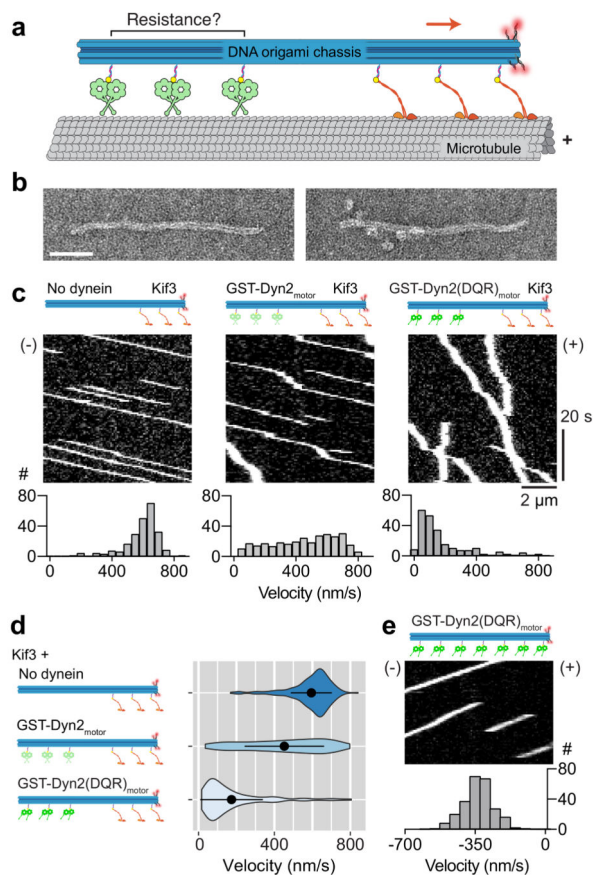 a
Resistance?
DNA origami chassis
Microtubule
+
b
c
No dynein Kif3
GST-Dyn2motor Kif3
GST-Dyn2(DQR)motor Kif3
(-)
(+)
20 s
2 µm
#
80
40
0
0 400 800
80
40
0
0 400 800
80
40
0
0 400 800
Velocity (nm/s)
Velocity (nm/s)
Velocity (nm/s)
d
Kif3 +
No dynein
GST-Dyn2motor
GST-Dyn2(DQR)motor
0 400 800
Velocity (nm/s)
e
GST-Dyn2(DQR)motor
(-)
(+)
#
80
40
0
-700 -350 0
Velocity (nm/s)